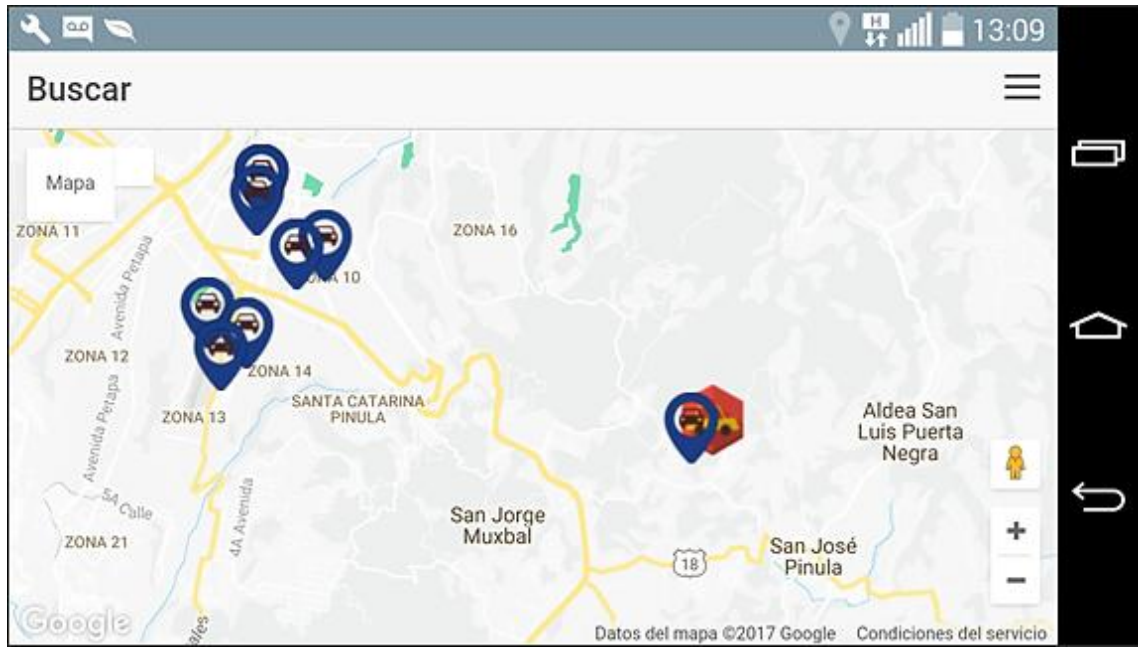 H
13:09
Buscar
Mapa
ZONA 11
ZONA 16
Avenida Petapa
10
ZONA 12
ZONA 14
ZONA 13
SANTA CATARINA
PINULA
Aldea San
Luis Puerta
Negra
Avenida Petapa
5A Calle
4A Avenida
San Jorge
Muxbal
ZONA 21
18
San José
Pinula
+
−
Google
Datos del mapa ©2017 Google
Condiciones del servicio